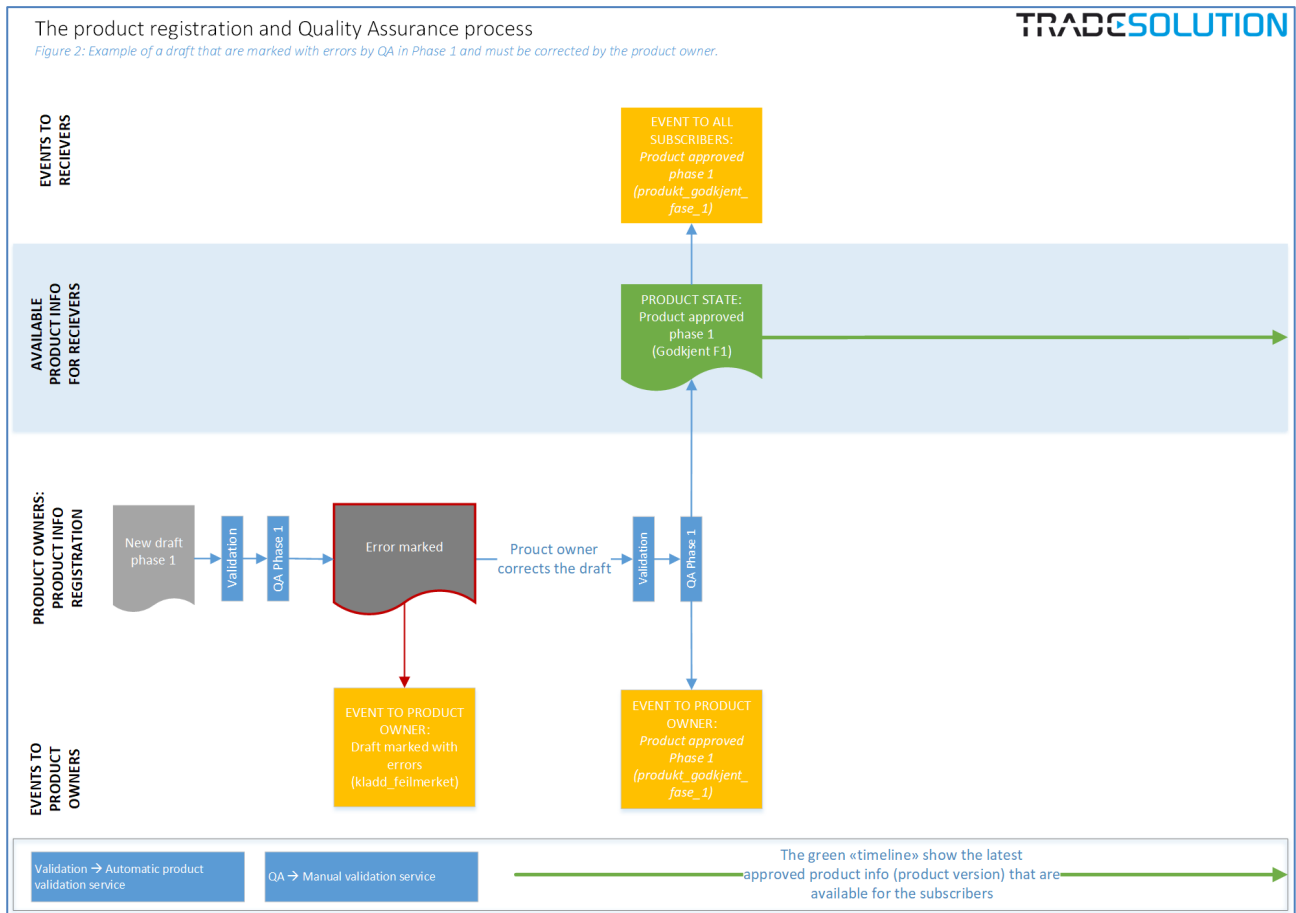 The product registration and Quality Assurance process
TRADESOLUTION
Figure 2: Example of a draft that are marked with errors by QA in Phase 1 and must be corrected by the product owner.
EVENTS TO
RECIEVERS
EVENT TO ALL
SUBSCRIBERS:
Product approved
phase 1
(produkt_godkjent_
fase_1)
AVAILABLE
PRODUCT INFO
FOR RECIEVERS
PRODUCT STATE:
Product approved
phase 1
(Godkjent F1)
PRODUCT OWNERS:
PRODUCT INFO
REGISTRATION
New draft
phase 1
Validation
QA Phase 1
Error marked
Prouct owner
corrects the draft
Validation
QA Phase 1
EVENTS TO
PRODUCT
OWNERS
EVENT TO PRODUCT
OWNER:
Draft marked with
errors
(kladd_feilmerket)
EVENT TO PRODUCT
OWNER:
Product approved
Phase 1
(produkt_godkjent_
fase_1)
Validation → Automatic product
validation service
QA → Manual validation service
The green «timeline» show the latest
approved product info (product version) that are
available for the subscribers